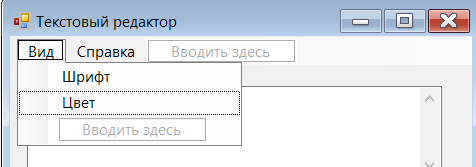 Текстовый редактор
Вид Справка Вводить здесь
Шрифт
Цвет
Вводить здесь